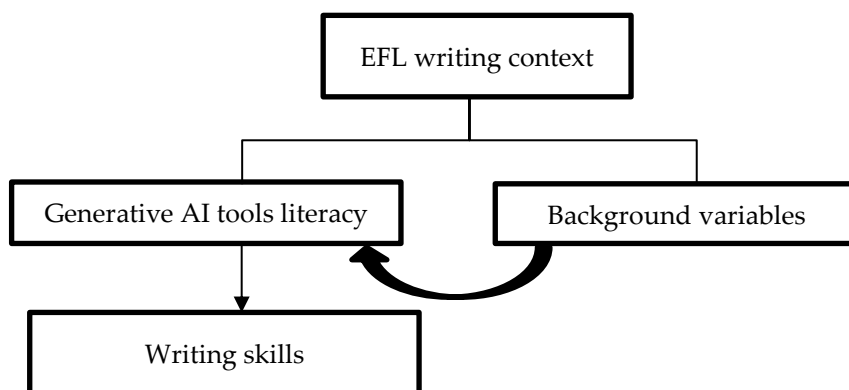 EFL writing context
Generative AI tools literacy
Background variables
Writing skills